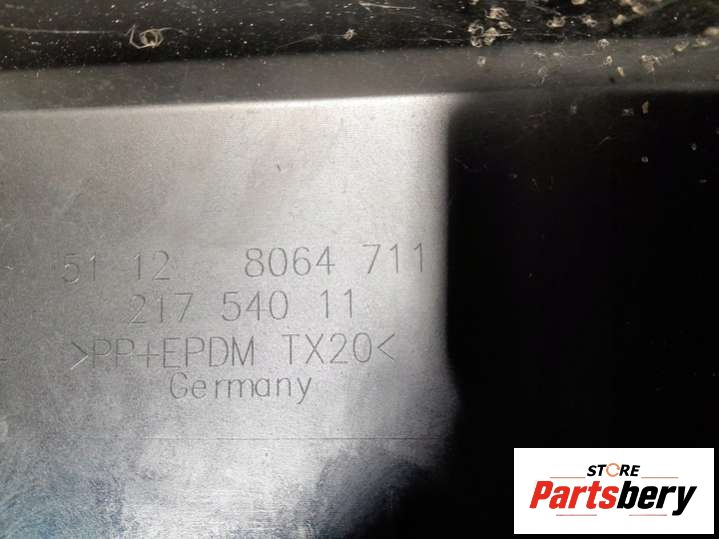 51 12 8064 711
217 540 11
>PP+EPDM TX20<
Germany
STORE
Partsbery